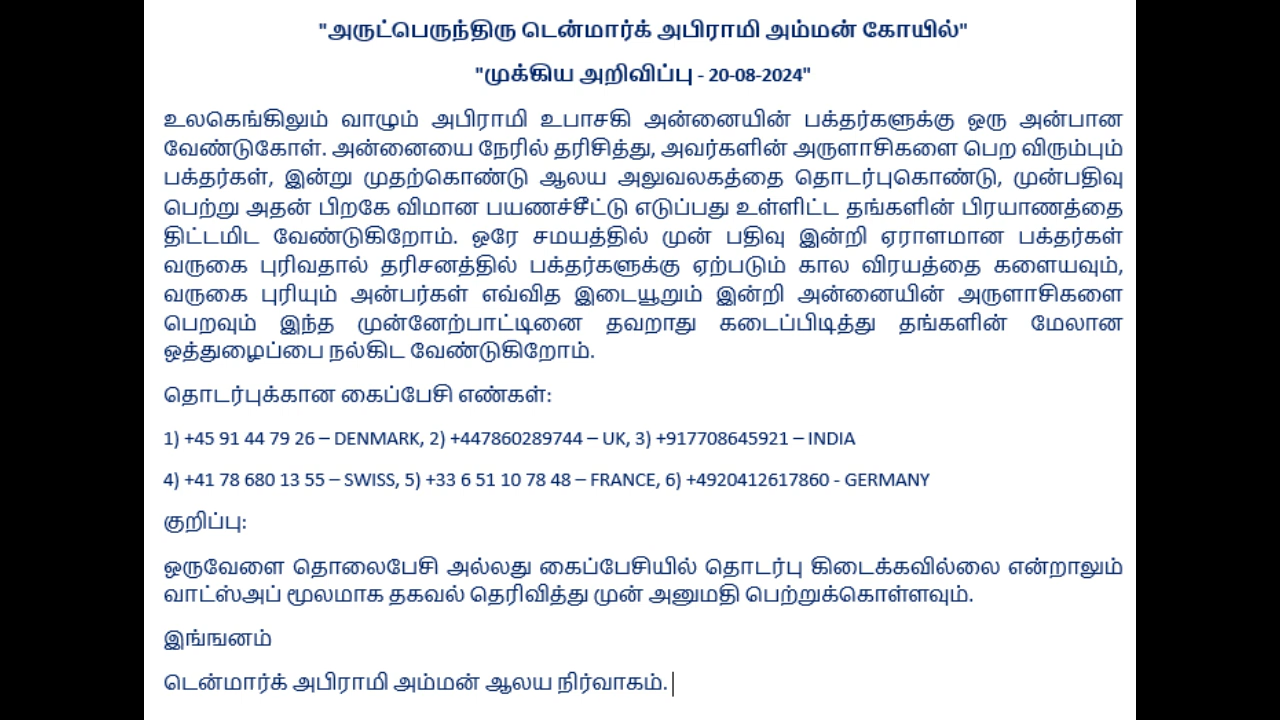 "அருட்பெருந்திரு டென்மார்க் அபிராமி அம்மன் கோயில்"
"முக்கிய அறிவிப்பு - 20-08-2024"
உலகெங்கிலும் வாழும் அபிராமி உபாசகி அன்னையின் பக்தர்களுக்கு ஒரு அன்பான
வேண்டுகோள். அன்னையை நேரில் தரிசித்து, அவர்களின் அருளாசிகளை பெற விரும்பும்
பக்தர்கள், இன்று முதற்கொண்டு ஆலய அலுவலகத்தை தொடர்புகொண்டு, முன்பதிவு
பெற்று அதன் பிறகே விமான பயணச்சீட்டு எடுப்பது உள்ளிட்ட தங்களின் பிரயாணத்தை
திட்டமிட வேண்டுகிறோம். ஒரே சமயத்தில் முன் பதிவு இன்றி ஏராளமான பக்தர்கள்
வருகை புரிவதால் தரிசனத்தில் பக்தர்களுக்கு ஏற்படும் கால விரயத்தை களையவும்,
வருகை புரியும் அன்பர்கள் எவ்வித இடையூறும் இன்றி அன்னையின் அருளாசிகளை
பெறவும் இந்த முன்னேற்பாட்டினை தவறாது கடைப்பிடித்து தங்களின் மேலான
ஒத்துழைப்பை நல்கிட வேண்டுகிறோம்.
தொடர்புக்கான கைப்பேசி எண்கள்:
1) +45 91 44 79 26 – DENMARK, 2) +447860289744 – UK, 3) +917708645921 – INDIA
4) +41 78 680 13 55 – SWISS, 5) +33 6 51 10 78 48 – FRANCE, 6) +4920412617860 - GERMANY
குறிப்பு:
ஒருவேளை தொலைபேசி அல்லது கைப்பேசியில் தொடர்பு கிடைக்கவில்லை என்றாலும்
வாட்ஸ்அப் மூலமாக தகவல் தெரிவித்து முன் அனுமதி பெற்றுக்கொள்ளவும்.
இங்ஙனம்
டென்மார்க் அபிராமி அம்மன் ஆலய நிர்வாகம்.